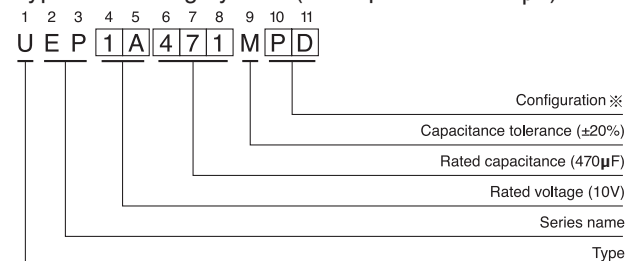 1 2 3 4 5 6 7 8 9 10 11
U E P 1 A 4 7 1 M P D
Configuration ※
Capacitance tolerance (±20%)
Rated capacitance (470µF)
Rated voltage (10V)
Series name
Type